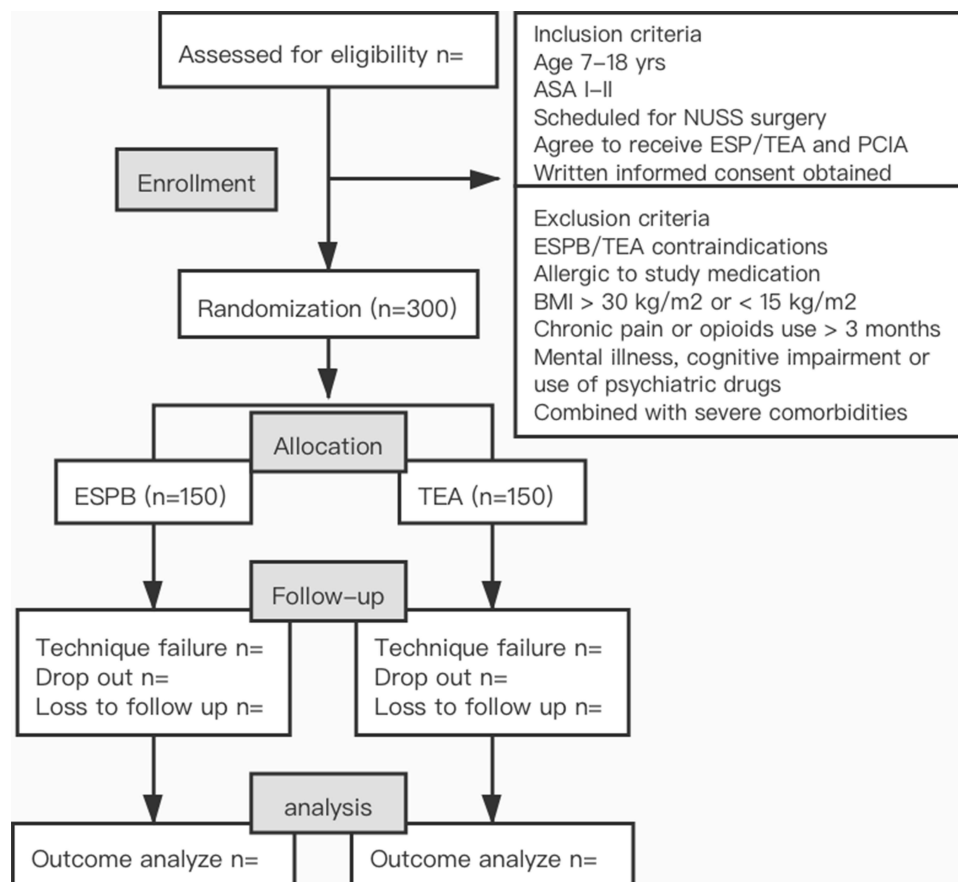 Assessed for eligibility n=
Inclusion criteria
Age 7–18 yrs
ASA I–II
Scheduled for NUSS surgery
Agree to receive ESP/TEA and PCIA
Written informed consent obtained
Enrollment
Exclusion criteria
ESPB/TEA contraindications
Allergic to study medication
BMI > 30 kg/m2 or < 15 kg/m2
Chronic pain or opioids use > 3 months
Mental illness, cognitive impairment or
use of psychiatric drugs
Combined with severe comorbidities
Randomization (n=300)
Allocation
ESPB (n=150)
TEA (n=150)
Follow–up
Technique failure n=
Drop out n=
Loss to follow up n=
Technique failure n=
Drop out n=
Loss to follow up n=
analysis
Outcome analyze n=
Outcome analyze n=